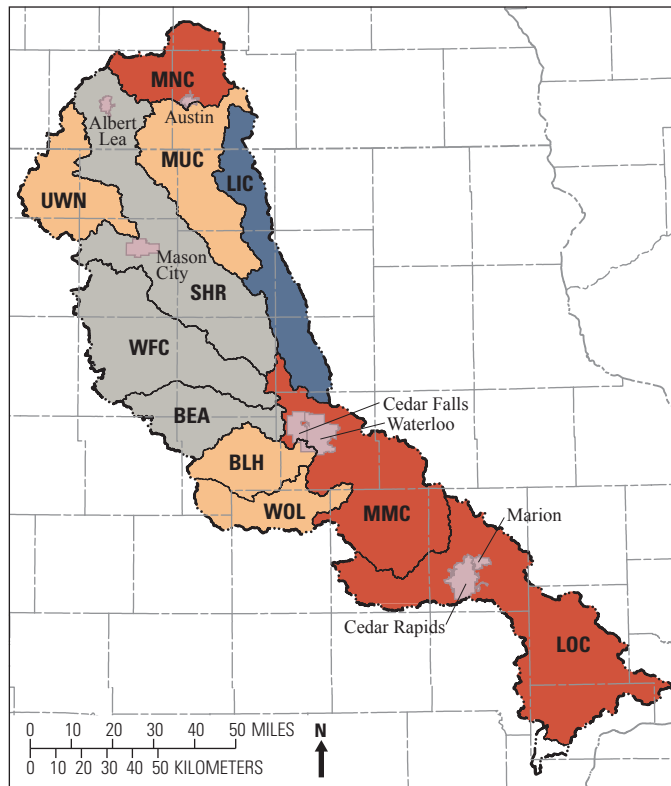 MNC
Albert
Lea
Austin
MUC
LIC
UWN
Mason
City
SHR
WFC
Cedar Falls
BEA
Waterloo
BLH
WOL
MMC
Marion
Cedar Rapids
LOC
0 10 20 30 40 50 MILES
N
0 10 20 30 40 50 KILOMETERS